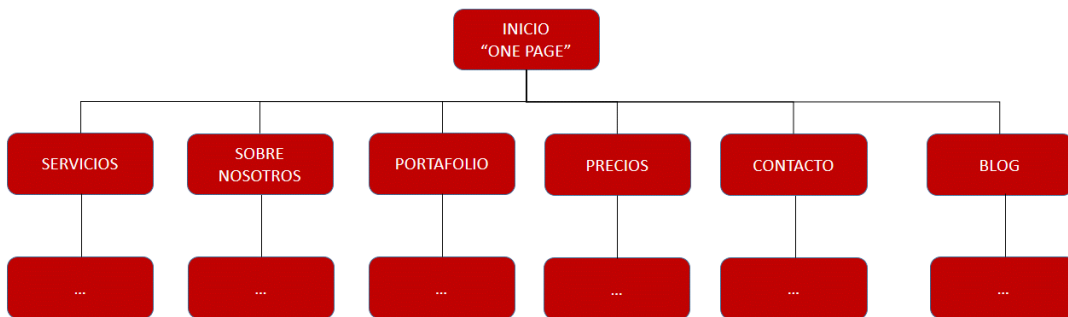 INICIO
“ONE PAGE”
SERVICIOS
SOBRE
NOSOTROS
PORTAFOLIO
PRECIOS
CONTACTO
BLOG
...
...
...
...
...
...